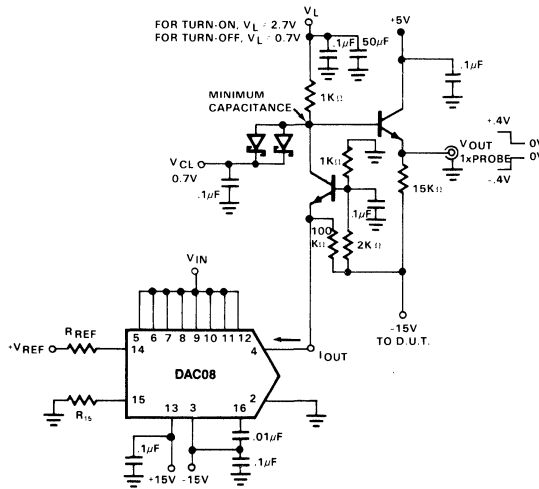 FOR TURN-ON, VL = 2.7V
FOR TURN-OFF, VL = 0.7V
VL
+5V
.1μF
50μF
.1μF
1KΩ
MINIMUM
CAPACITANCE
+.4V
0V
VOUT
1xPROBE
0V
-.4V
VCL
0.7V
1KΩ
15KΩ
.1μF
.1μF
100
KΩ
2KΩ
VIN
-15V
TO D.U.T.
5 6 7 8 9 10 11 12
+VREF
RREF
14
4
IOUT
DAC08
15
2
R15
13 3 16
.01μF
.1μF
.1μF
+15V -15V